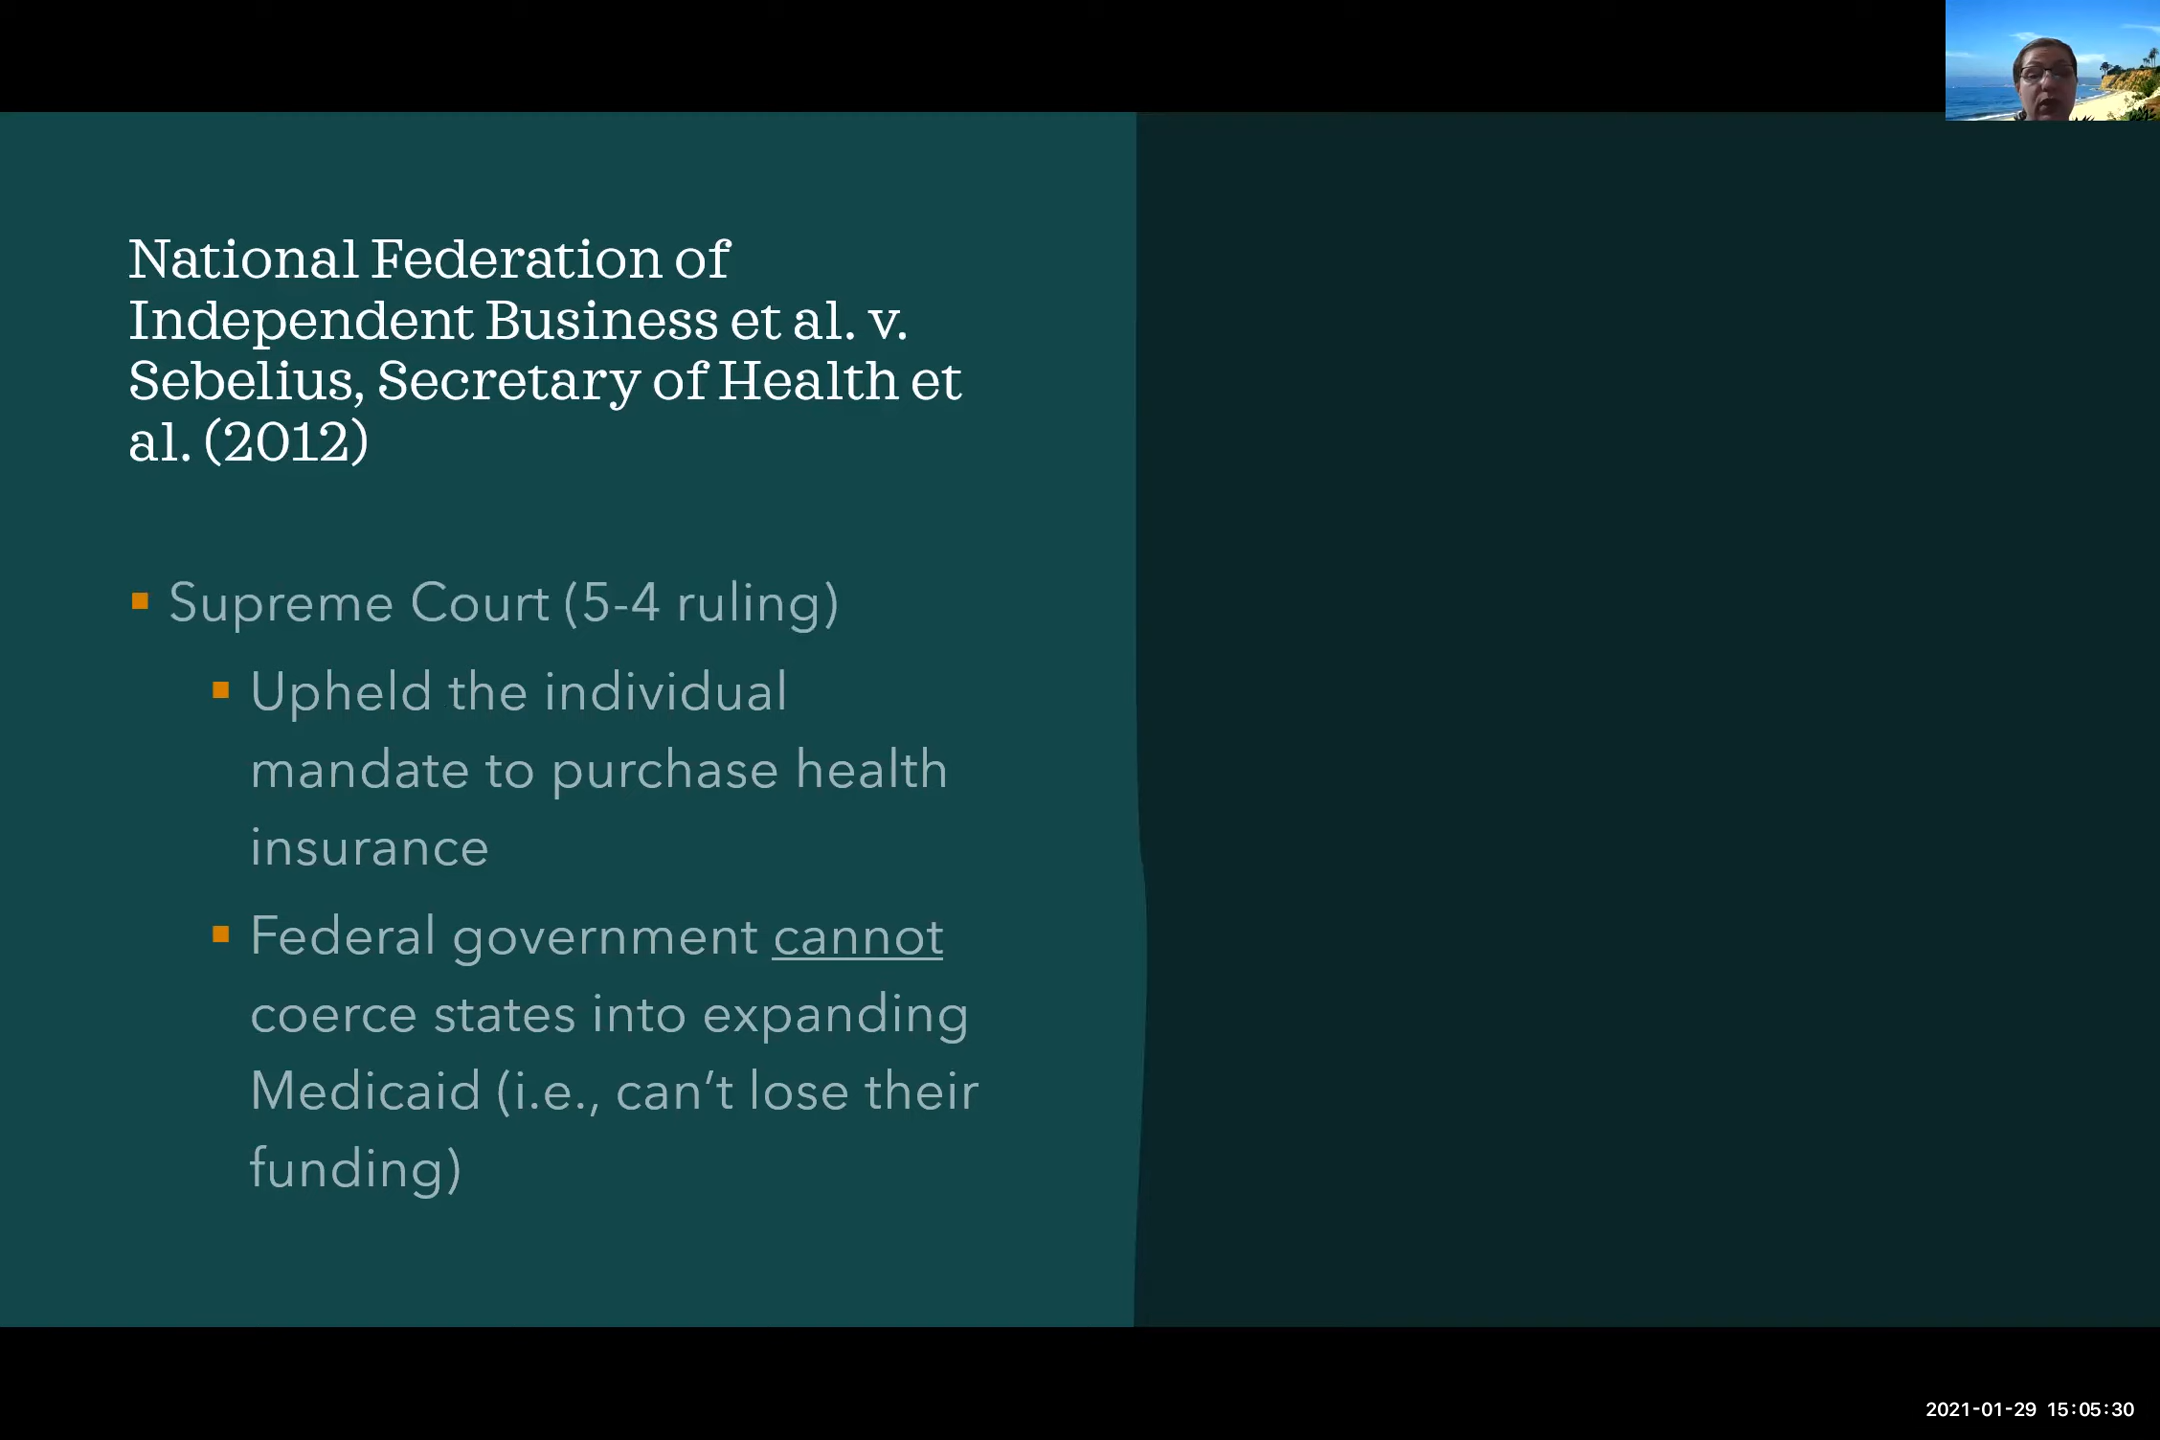 National Federation of
Independent Business et al. v.
Sebelius, Secretary of Health et
al. (2012)
Supreme Court (5-4 ruling)
Upheld the individual
mandate to purchase health
insurance
Federal government cannot
coerce states into expanding
Medicaid (i.e., can’t lose their
funding)
2021-01-29 15:05:30